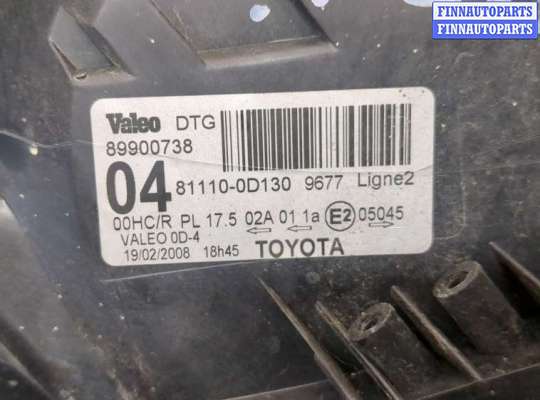 FINNAUTOPARTS
FINNAUTOPARTS
Valeo DTG
89900738
04 81110-0D130 9677 Ligne2
00HC/R PL 17.5 02A 01 1a E2 05045
VALEO 0D-4
19/02/2008 18h45 TOYOTA